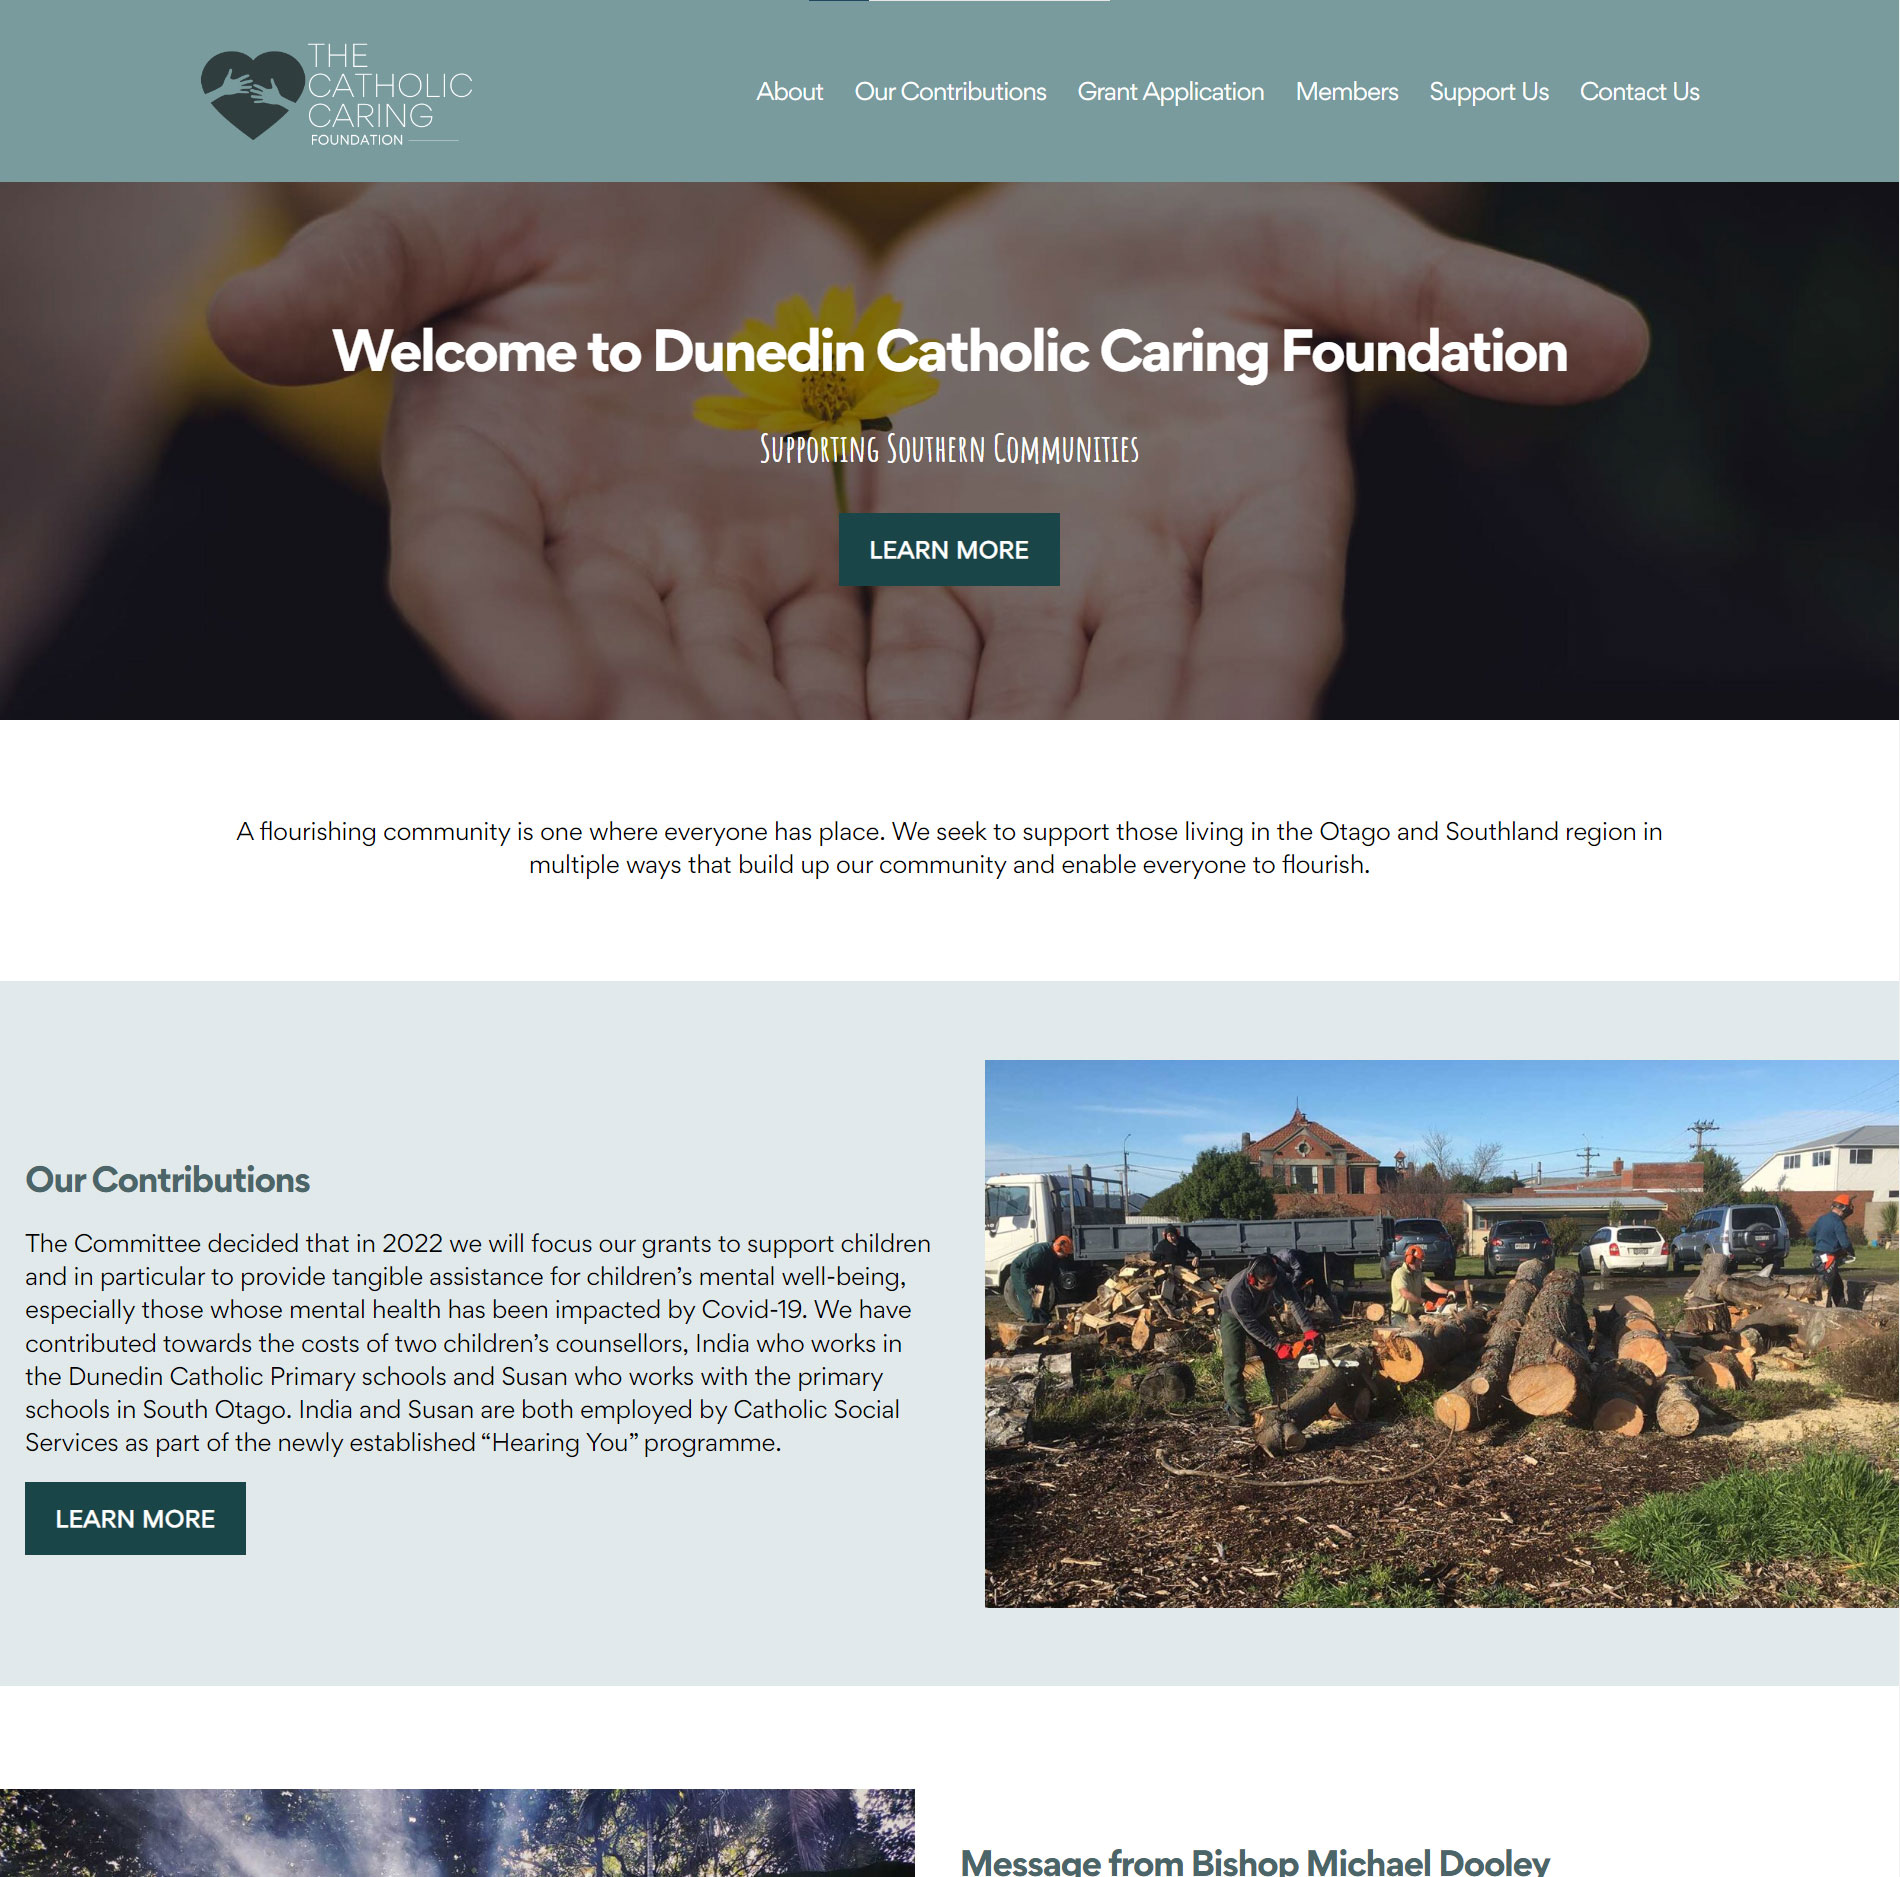 THE
CATHOLIC
CARING
FOUNDATION
About
Our Contributions
Grant Application
Members
Support Us
Contact Us
Welcome to Dunedin Catholic Caring Foundation
Supporting Southern Communities
LEARN MORE
A flourishing community is one where everyone has place. We seek to support those living in the Otago and Southland region in
multiple ways that build up our community and enable everyone to flourish.
Our Contributions
The Committee decided that in 2022 we will focus our grants to support children
and in particular to provide tangible assistance for children’s mental well-being,
especially those whose mental health has been impacted by Covid-19. We have
contributed towards the costs of two children’s counsellors, India who works in
the Dunedin Catholic Primary schools and Susan who works with the primary
schools in South Otago. India and Susan are both employed by Catholic Social
Services as part of the newly established “Hearing You” programme.
LEARN MORE
Message from Bishop Michael Dooley